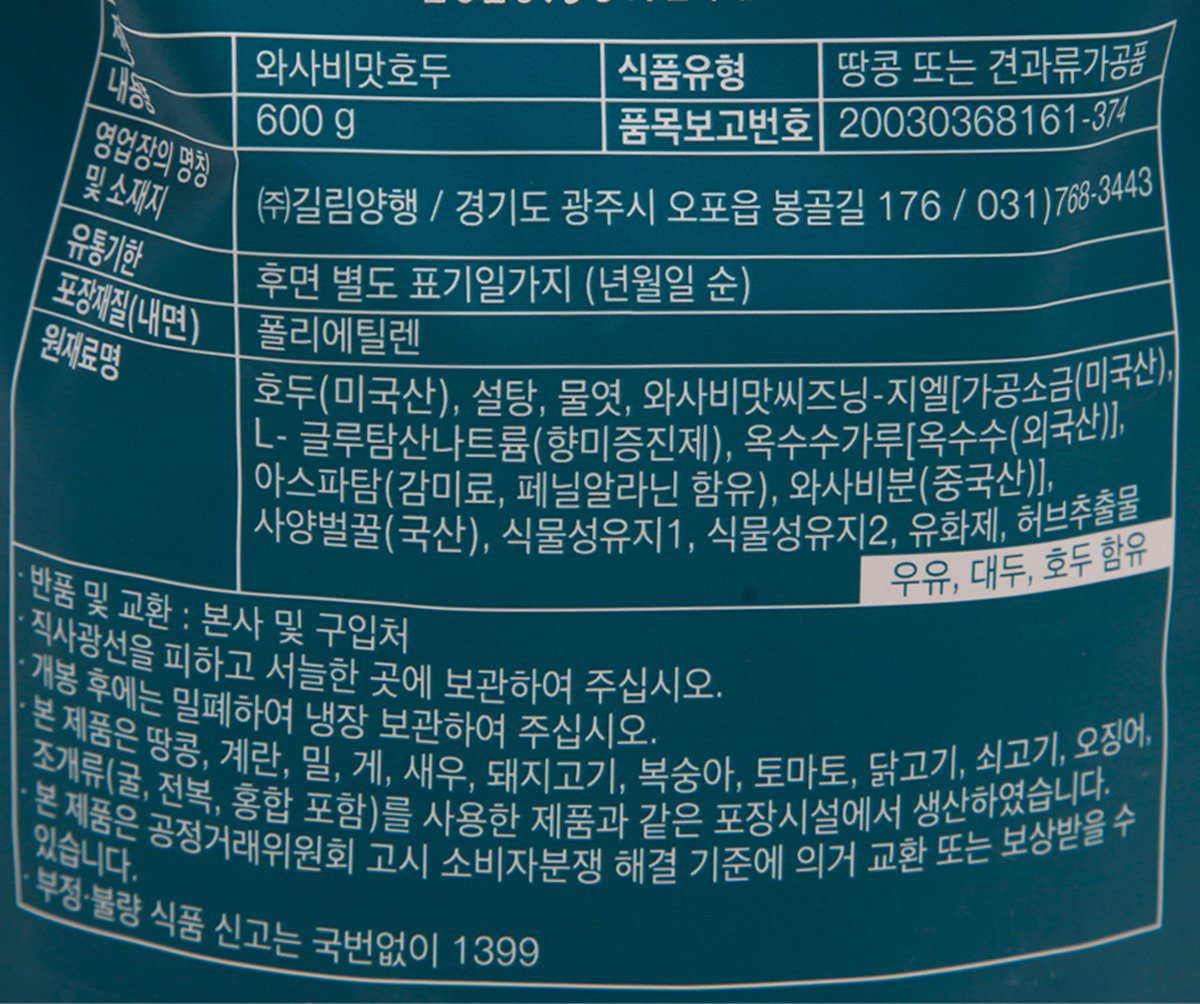 와사비맛호두 식품유형 땅콩 또는 견과류가공품
내용량 600 g 품목보고번호 20030368161-374
영업장의 명칭
및 소재지
㈜길림양행 / 경기도 광주시 오포읍 봉골길 176 / 031)768-3443
유통기한 후면 별도 표기일가지 (년월일 순)
포장재질(내면) 폴리에틸렌
원재료명 호두(미국산), 설탕, 물엿, 와사비맛씨즈닝-지엘[가공소금(미국산),
L- 글루탐산나트륨(향미증진제), 옥수수가루[옥수수(외국산)],
아스파탐(감미료, 페닐알라닌 함유), 와사비분(중국산)],
사양벌꿀(국산), 식물성유지1, 식물성유지2, 유화제, 허브추출물
우유, 대두, 호두 함유
· 반품 및 교환 : 본사 및 구입처
· 직사광선을 피하고 서늘한 곳에 보관하여 주십시오.
· 개봉 후에는 밀폐하여 냉장 보관하여 주십시오.
· 본 제품은 땅콩, 계란, 밀, 게, 새우, 돼지고기, 복숭아, 토마토, 닭고기, 쇠고기, 오징어,
조개류(굴, 전복, 홍합 포함)를 사용한 제품과 같은 포장시설에서 생산하였습니다.
· 본 제품은 공정거래위원회 고시 소비자분쟁 해결 기준에 의거 교환 또는 보상받을 수
있습니다.
· 부정·불량 식품 신고는 국번없이 1399